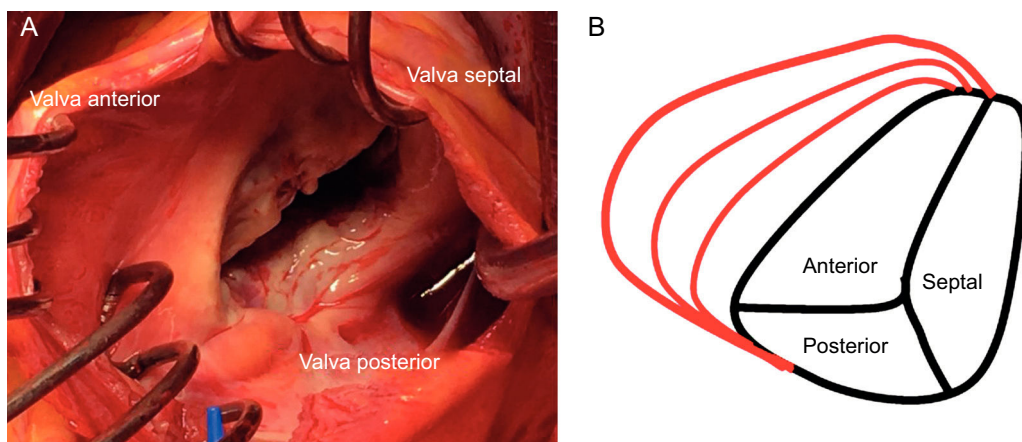 A
Valva anterior
Valva septal
Valva posterior
B
Anterior
Septal
Posterior